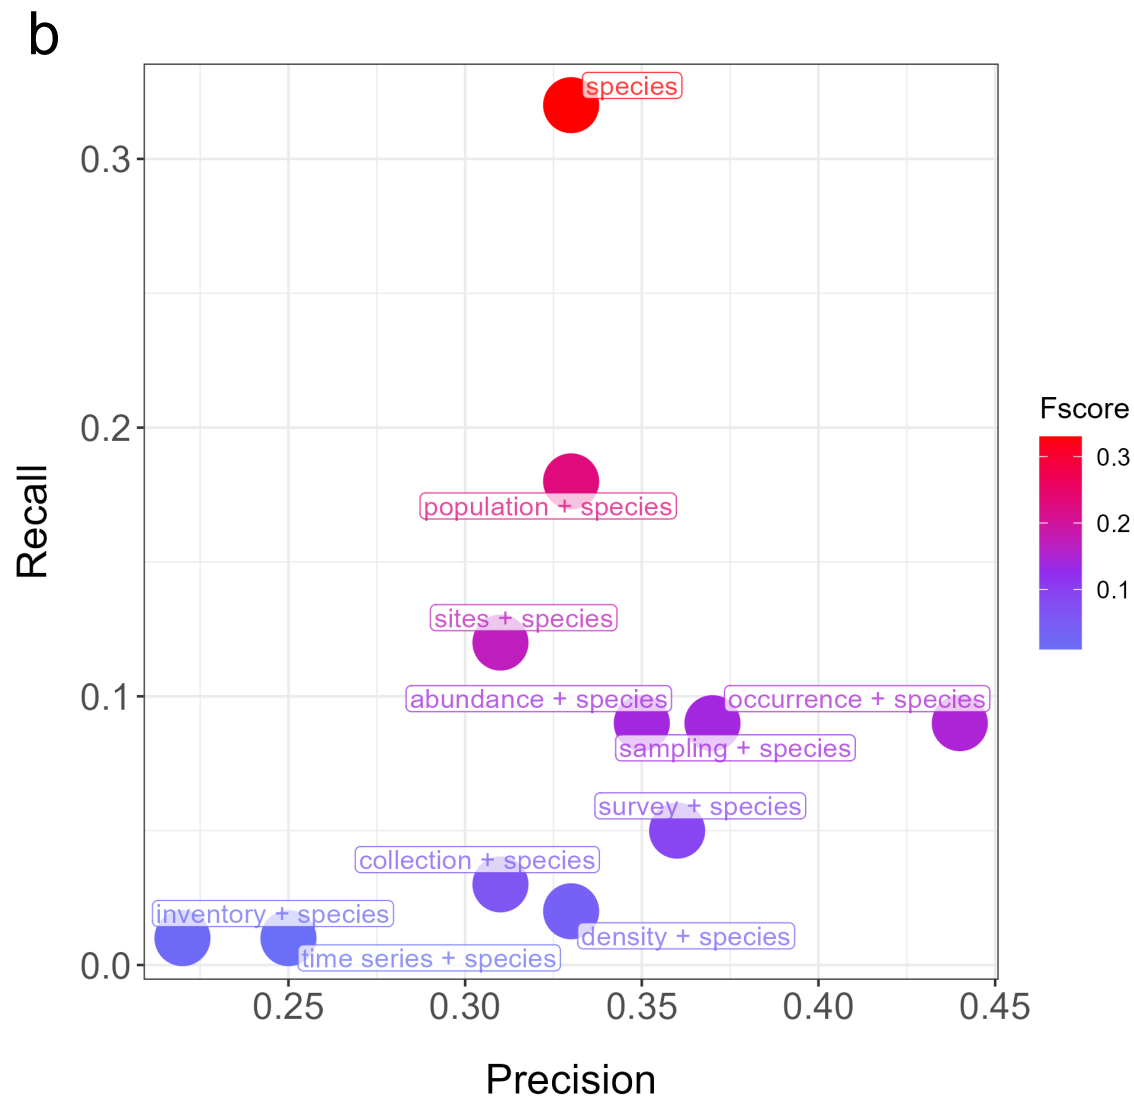 b
species
0.3
0.2
population + species
sites + species
abundance + species
occurrence + species
0.1
sampling + species
survey + species
collection + species
inventory + species
density + species
time series + species
0.0
0.25
0.30
0.35
0.40
0.45
Precision
Recall
Fscore
0.3
0.2
0.1